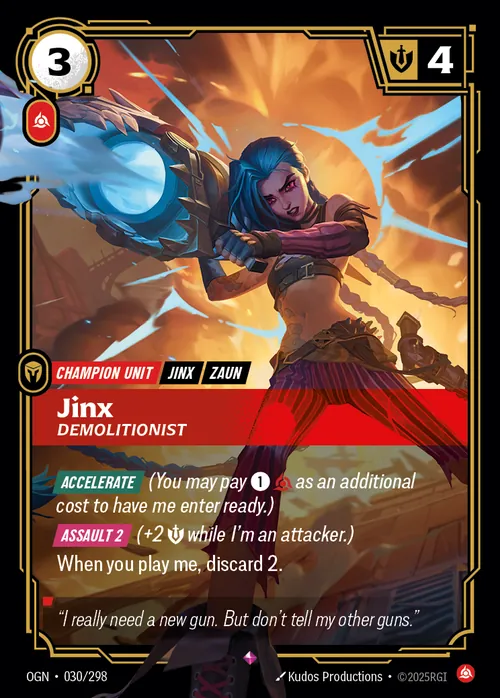 3
4
CHAMPION UNIT JINX ZAUN
Jinx
DEMOLITIONIST
ACCELERATE (You may pay 1 as an additional
cost to have me enter ready.)
ASSAULT 2 (+2 while I'm an attacker.)
When you play me, discard 2.
“I really need a new gun. But don’t tell my other guns.”
OGN • 030/298 Kudos Productions • ©2025RGI